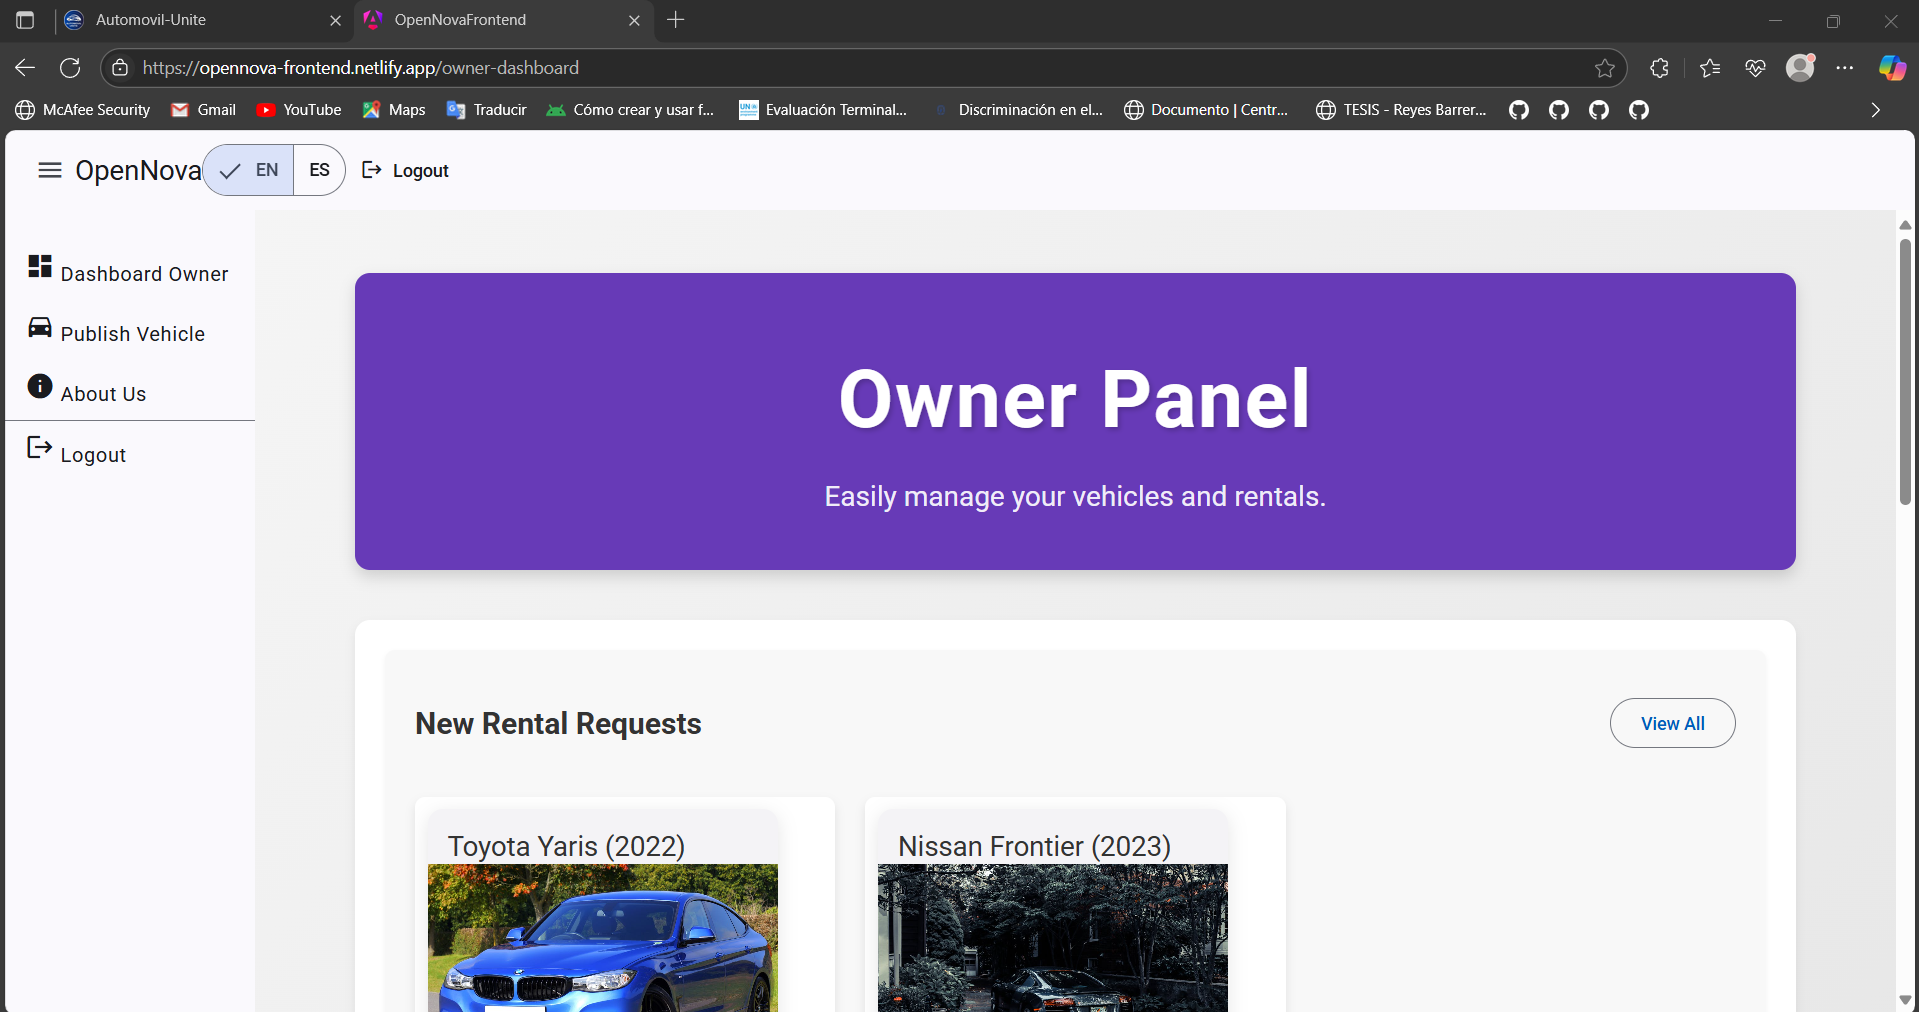 Automovil-Unite
OpenNovaFrontend
https://opennova-frontend.netlify.app/owner-dashboard
McAfee Security Gmail YouTube Maps Traducir Cómo crear y usar f... Evaluación Terminal... Discriminación en el... Documento | Centr... TESIS - Reyes Barrer...
OpenNova EN ES Logout
Dashboard Owner
Publish Vehicle
About Us
Logout
Owner Panel
Easily manage your vehicles and rentals.
New Rental Requests
View All
Toyota Yaris (2022)
Nissan Frontier (2023)